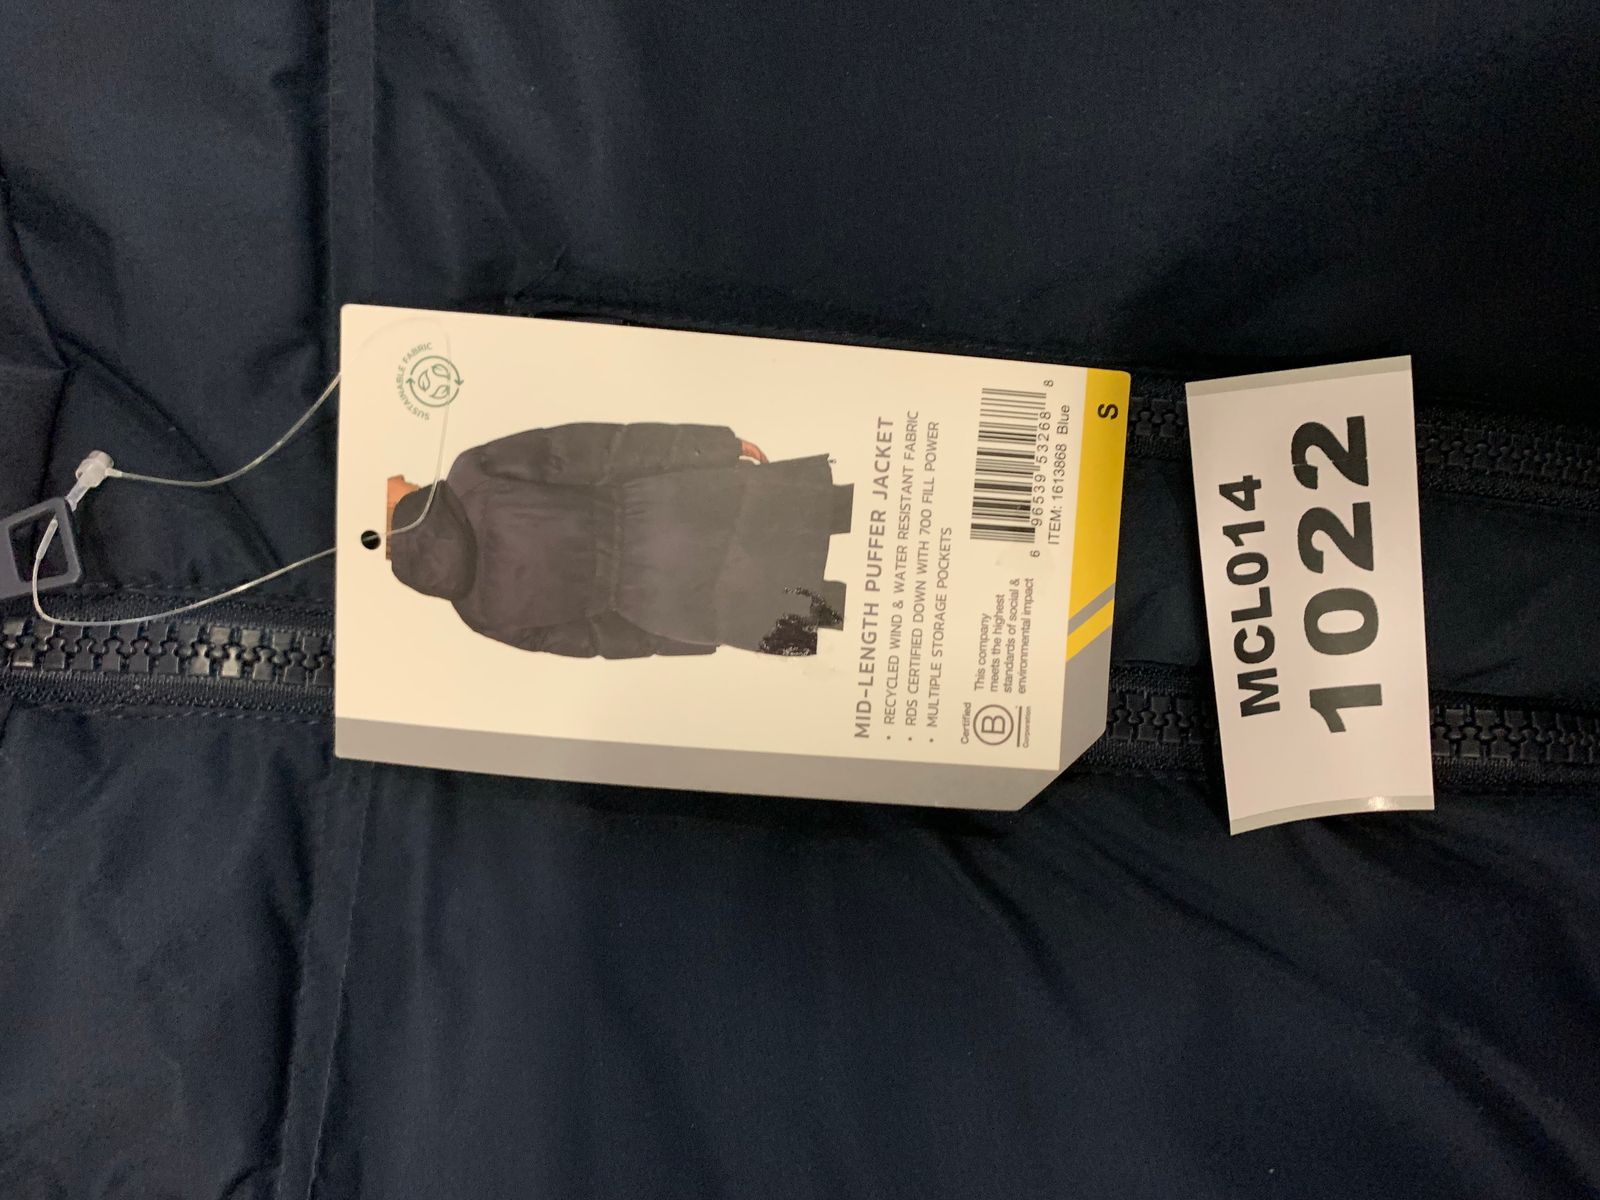 SUSTAINABLE FABRIC
MID-LENGTH PUFFER JACKET
• RECYCLED WIND & WATER RESISTANT FABRIC
• RDS CERTIFIED DOWN WITH 700 FILL POWER
• MULTIPLE STORAGE POCKETS
Certified
B
Corporation
This company
meets the highest
standards of social &
environmental impact
6 96539 53268 8
ITEM: 1613868 Blue
S
MCL014
1022